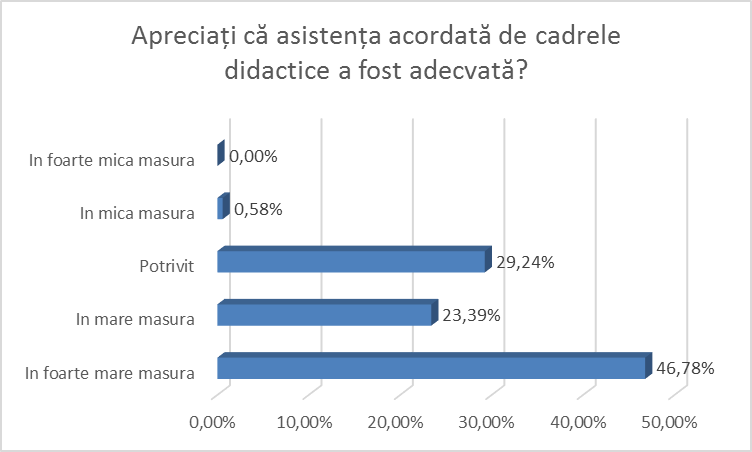 Apreciați că asistența acordată de cadrele
didactice a fost adecvată?
In foarte mica masura
0,00%
In mica masura
0,58%
Potrivit
29,24%
In mare masura
23,39%
In foarte mare masura
46,78%
0,00%
10,00%
20,00%
30,00%
40,00%
50,00%